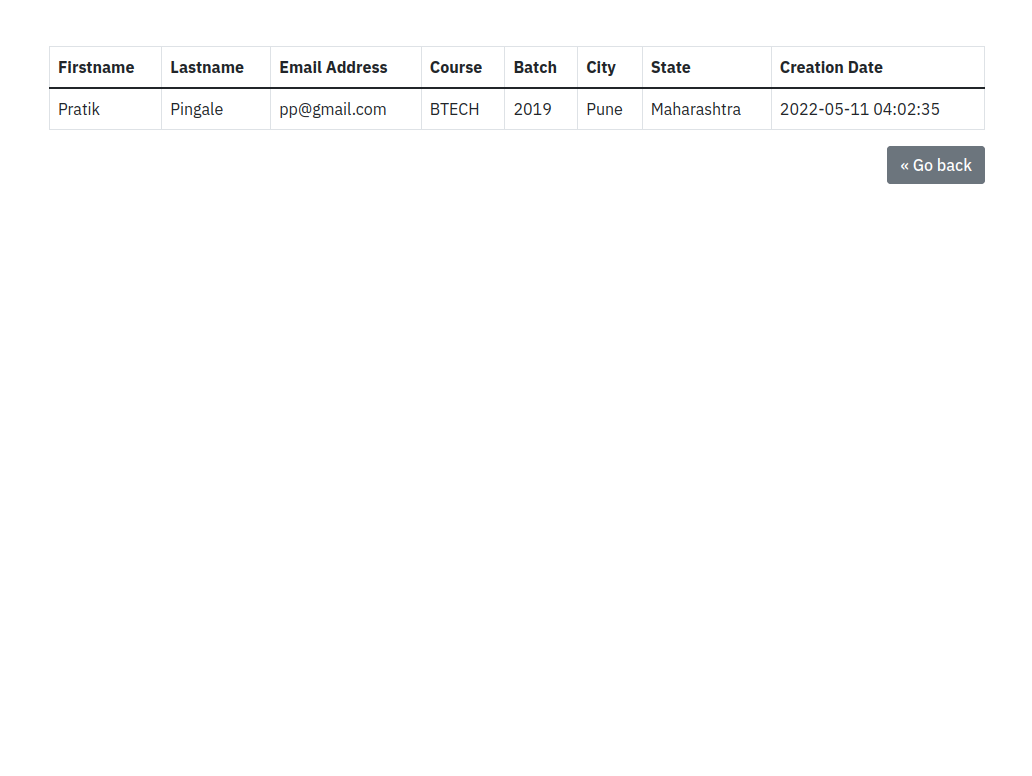 Firstname Lastname Email Address Course Batch City State Creation Date
Pratik Pingale pp@gmail.com BTECH 2019 Pune Maharashtra 2022-05-11 04:02:35
« Go back